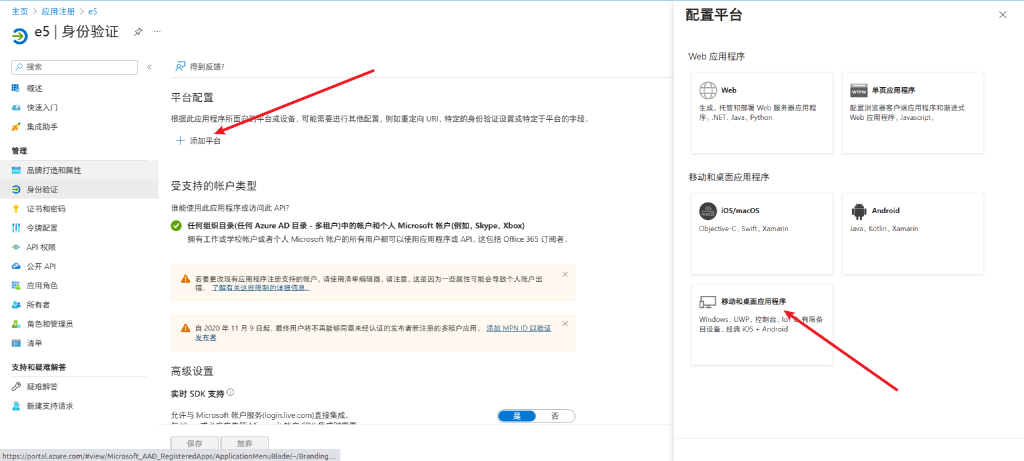 主页 > 应用注册 > e5
e5 | 身份验证
搜索
概述
快速入门
集成助手
管理
品牌打造和属性
身份验证
证书和密码
令牌配置
API 权限
公开 API
应用角色
所有者
角色和管理员
清单
支持和疑难解答
疑难解答
新建支持请求
得到反馈?
平台配置
根据此应用程序所面向的平台或设备，可能需要进行其他配置，例如重定向 URI、特定的身份验证设置或特定于平台的字段。
添加平台
受支持的帐户类型
谁能使用此应用程序或访问此 API?
任何组织目录(任何 Azure AD 目录 - 多租户)中的帐户和个人 Microsoft 帐户(例如，Skype、Xbox)
拥有工作或学校帐户或者个人 Microsoft 帐户的所有用户都可以使用应用程序或 API。这包括 Office 365 订阅者。
若要更改现有应用程序注册支持的帐户，请使用清单编辑器。请注意，这是因为一些属性可能会导致个人帐户出
错。 了解有关这些限制的详细信息。
自 2020 年 11 月 9 日起，最终用户将不再能够同意未经认证的发布者新注册的多租户应用。 添加 MPN ID 以验证
发布者
高级设置
实时 SDK 支持
允许与 Microsoft 帐户服务(login.live.com)直接集成。
是
否
保存
放弃
https://portal.azure.com/#view/Microsoft_AAD_RegisteredApps/ApplicationMenuBlade/~/Branding...
配置平台
Web 应用程序
Web
生成、托管和部署 Web 服务器应用程
序。.NET、Java、Python
单页应用程序
配置浏览器客户端应用程序和渐进式
Web 应用程序。Javascript。
移动和桌面应用程序
iOS/macOS
Objective-C、Swift、Xamarin
Android
Java、Kotlin、Xamarin
移动和桌面应用程序
Windows、UWP、控制台、IoT 和 有限条
目设备、经典 iOS + Android